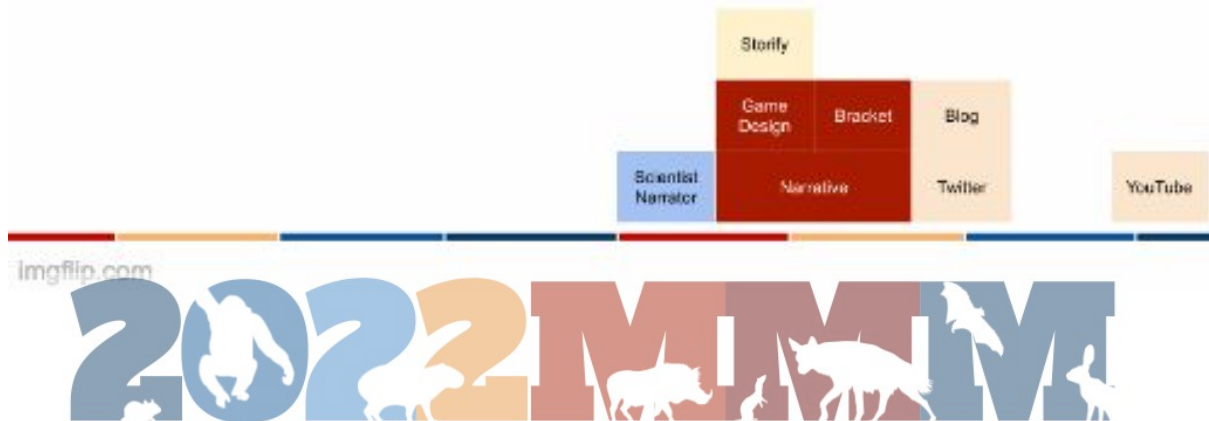 Storify
Game
Design
Bracket
Blog
Scientist
Narrator
Narrative
Twitter
YouTube
imgflip.com
2022MMM